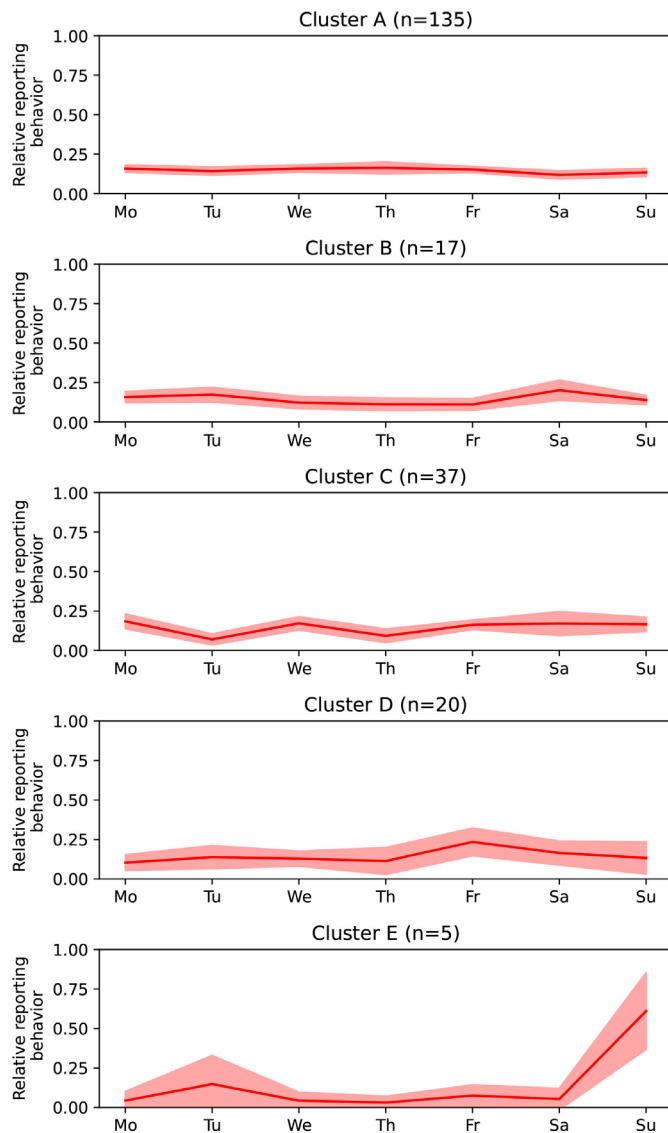 Cluster A (n=135)
Relative reporting
behavior
1.00
0.75
0.50
0.25
0.00
Mo Tu We Th Fr Sa Su
Cluster B (n=17)
Relative reporting
behavior
1.00
0.75
0.50
0.25
0.00
Mo Tu We Th Fr Sa Su
Cluster C (n=37)
Relative reporting
behavior
1.00
0.75
0.50
0.25
0.00
Mo Tu We Th Fr Sa Su
Cluster D (n=20)
Relative reporting
behavior
1.00
0.75
0.50
0.25
0.00
Mo Tu We Th Fr Sa Su
Cluster E (n=5)
Relative reporting
behavior
1.00
0.75
0.50
0.25
0.00
Mo Tu We Th Fr Sa Su